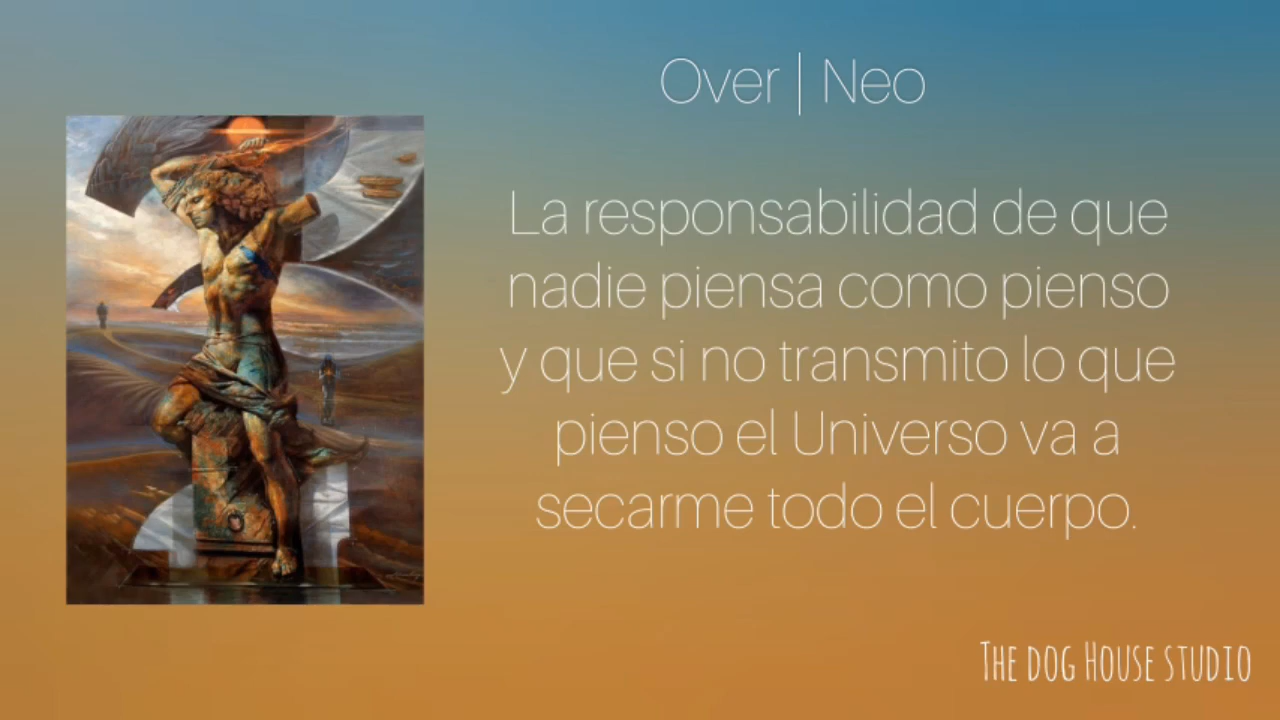 Over | Neo
La responsabilidad de que
nadie piensa como pienso
y que si no transmito lo que
pienso el Universo va a
secarme todo el cuerpo.
The dog House studio